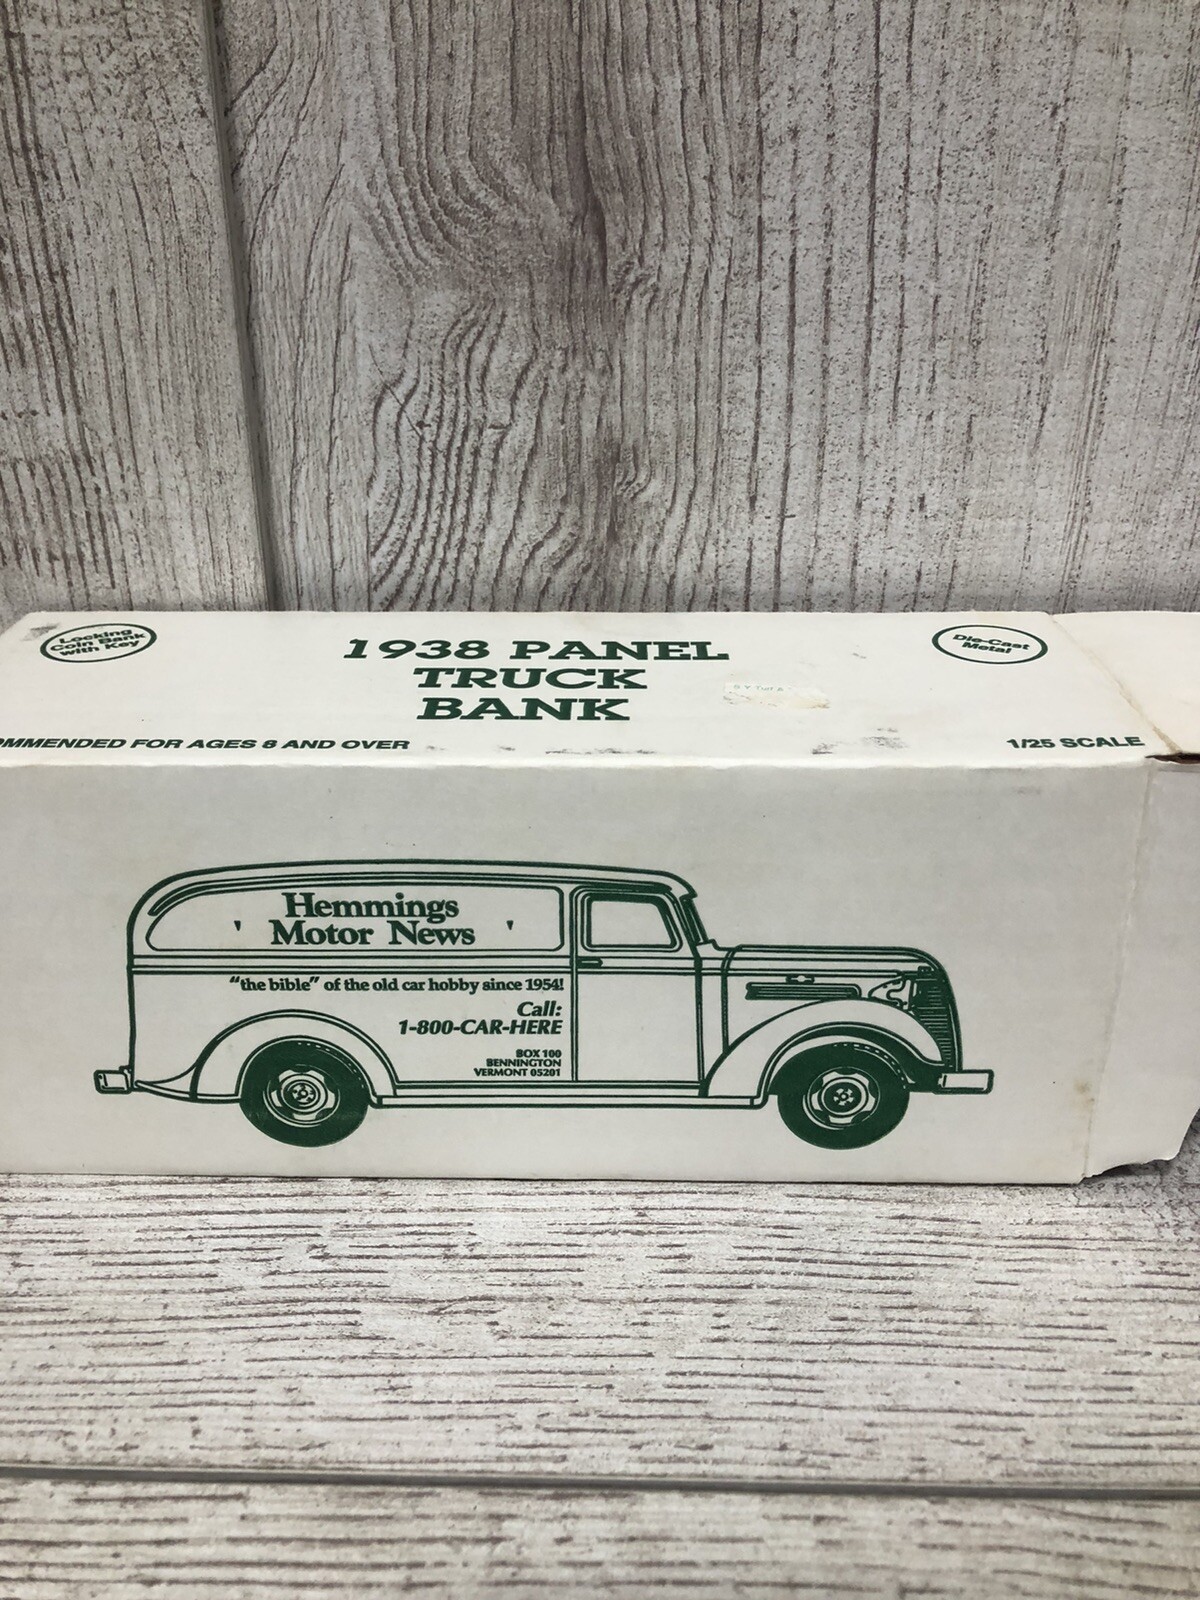 Locking
Coin Bank
with Key
1938 PANEL
TRUCK
BANK
Die-Cast
Metal
OMMENDED FOR AGES 8 AND OVER
1/25 SCALE
Hemmings
Motor News
"the bible" of the old car hobby since 1954!
Call:
1-800-CAR-HERE
BOX 100
BENNINGTON
VERMONT 05201